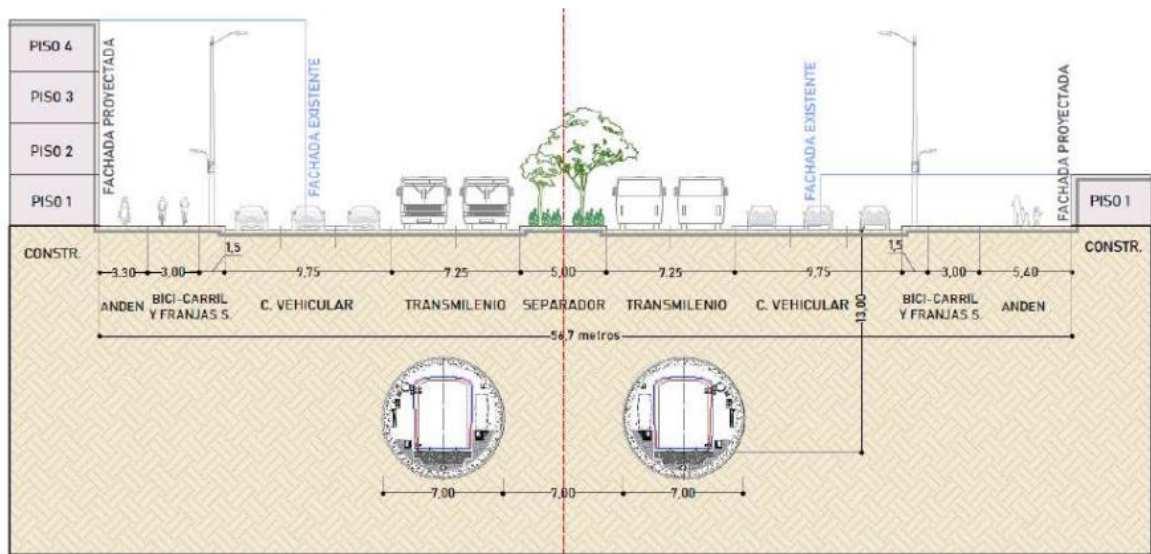 PISO 4
PISO 3
PISO 2
PISO 1
FACHADA PROYECTADA
FACHADA EXISTENTE
FACHADA EXISTENTE
FACHADA PROYECTADA
PISO 1
CONSTR.
CONSTR.
3,30
3,00
1,5
9,75
7,25
5,00
7,25
9,75
1,5
3,00
5,40
ANDEN
BICI-CARRIL
Y FRANJAS S.
C. VEHICULAR
TRANSMILENIO
SEPARADOR
TRANSMILENIO
C. VEHICULAR
BICI-CARRIL
Y FRANJAS S.
ANDEN
56,7 metros
13,00
7,00
7,00
7,00